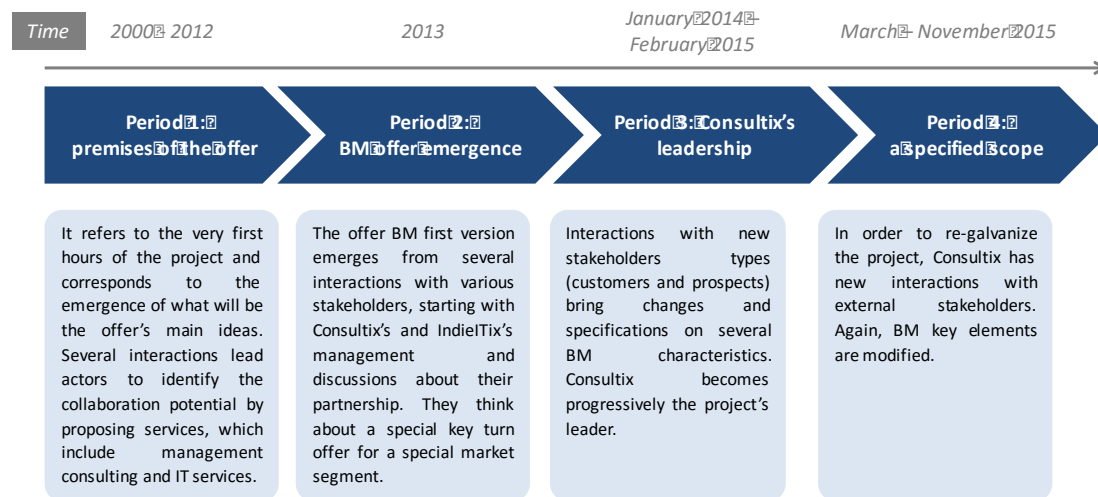 Time
2000 - 2012
2013
January 2014 –
February 2015
March – November 2015
Period 1:
premises of the offer
Period 2:
BM offer emergence
Period 3: Consultix's
leadership
Period 4:
a specified scope
It refers to the very first
hours of the project and
corresponds to the
emergence of what will be
the offer's main ideas.
Several interactions lead
actors to identify the
collaboration potential by
proposing services, which
include management
consulting and IT services.
The offer BM first version
emerges from several
interactions with various
stakeholders, starting with
Consultix's and IndieITix's
management and
discussions about their
partnership. They think
about a special key turn
offer for a special market
segment.
Interactions with new
stakeholders types
(customers and prospects)
bring changes and
specifications on several
BM characteristics.
Consultix becomes
progressively the project's
leader.
In order to re-galvanize
the project, Consultix has
new interactions with
external stakeholders.
Again, BM key elements
are modified.